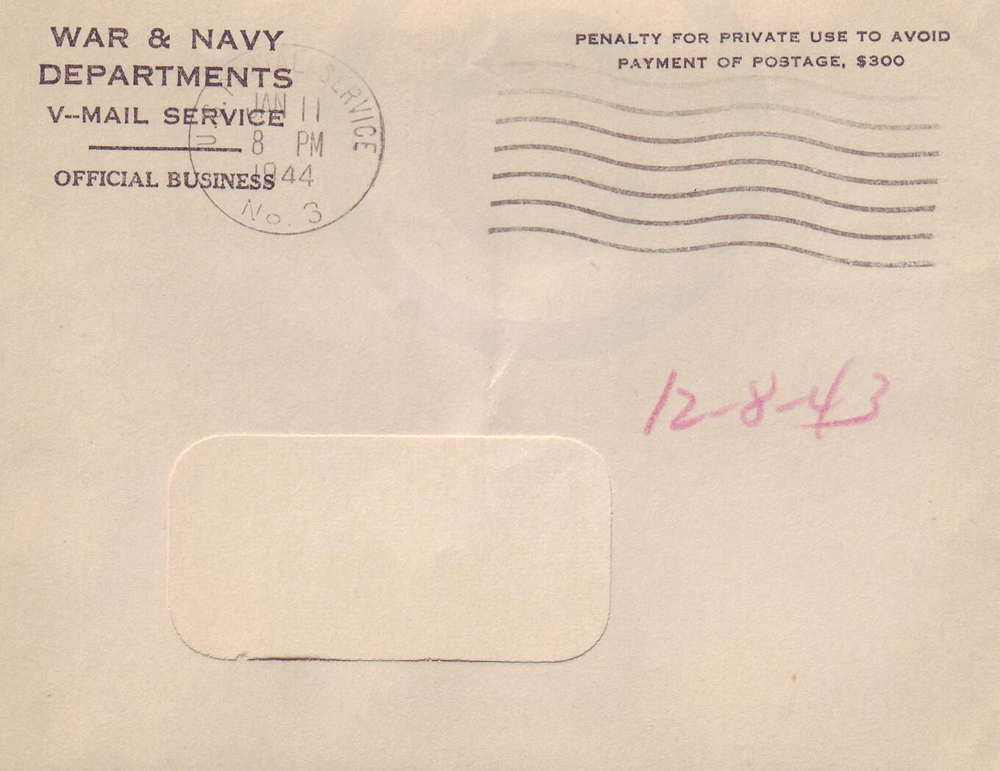 WAR & NAVY
DEPARTMENTS
V--MAIL SERVICE
OFFICIAL BUSINESS
PENALTY FOR PRIVATE USE TO AVOID
PAYMENT OF POSTAGE, $300
U.S. SERVICE
JAN 11
8 PM
1944
No. 3
12-8-43